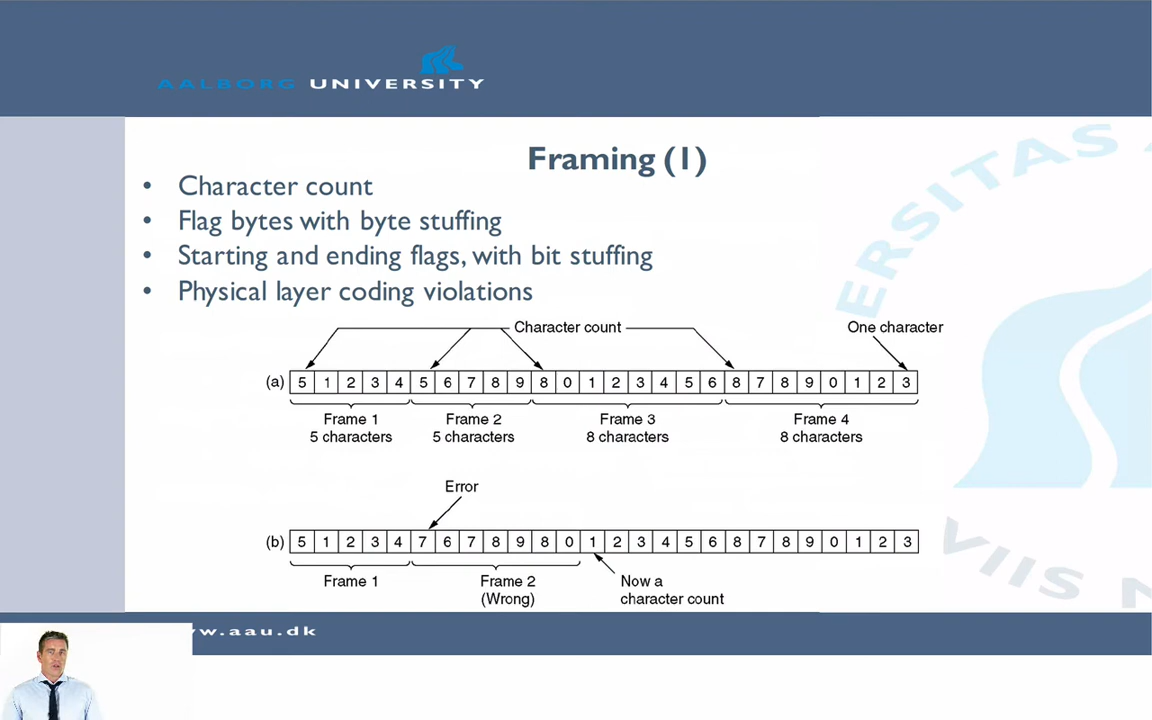 AALBORG UNIVERSITY
Framing (1)
• Character count
• Flag bytes with byte stuffing
• Starting and ending flags, with bit stuffing
• Physical layer coding violations
Character count
One character
(a) 5 1 2 3 4 5 6 7 8 9 8 0 1 2 3 4 5 6 8 7 8 9 0 1 2 3
Frame 1
5 characters
Frame 2
5 characters
Frame 3
8 characters
Frame 4
8 characters
Error
(b) 5 1 2 3 4 7 6 7 8 9 8 0 1 2 3 4 5 6 8 7 8 9 0 1 2 3
Frame 1
Frame 2
(Wrong)
Now a
character count
w.aau.dk
ERSITAS A
VIIS N